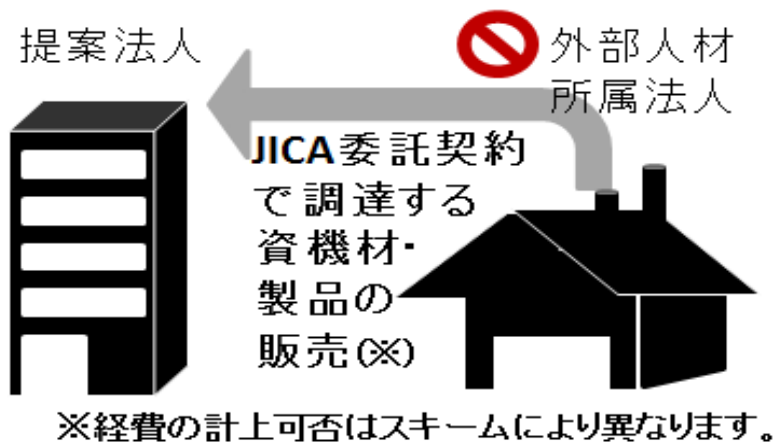 提案法人
外部人材
所属法人
JICA委託契約
で調達する
資機材・
製品の
販売(※)
※経費の計上可否はスキームにより異なります。